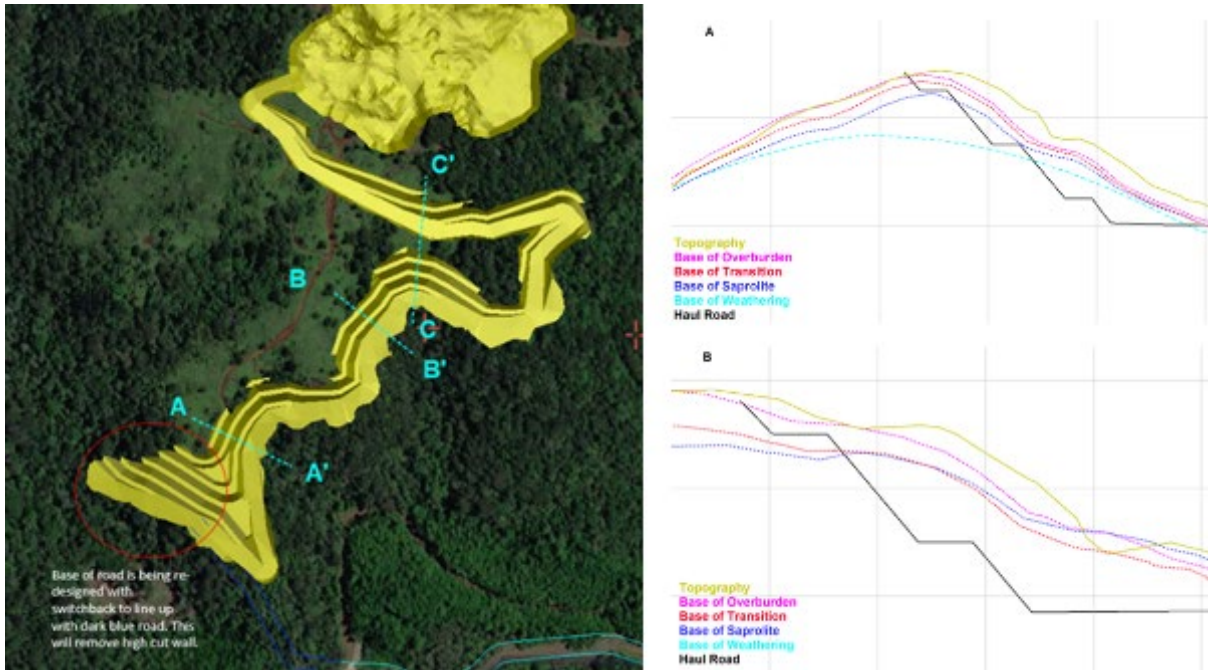 C'
B
C
B'
A
A'
Base of road is being re-
designed with
switchback to line up
with dark blue road. This
will remove high cut wall.
A
Topography
Base of Overburden
Base of Transition
Base of Saprolite
Base of Weathering
Haul Road
B
Topography
Base of Overburden
Base of Transition
Base of Saprolite
Base of Weathering
Haul Road